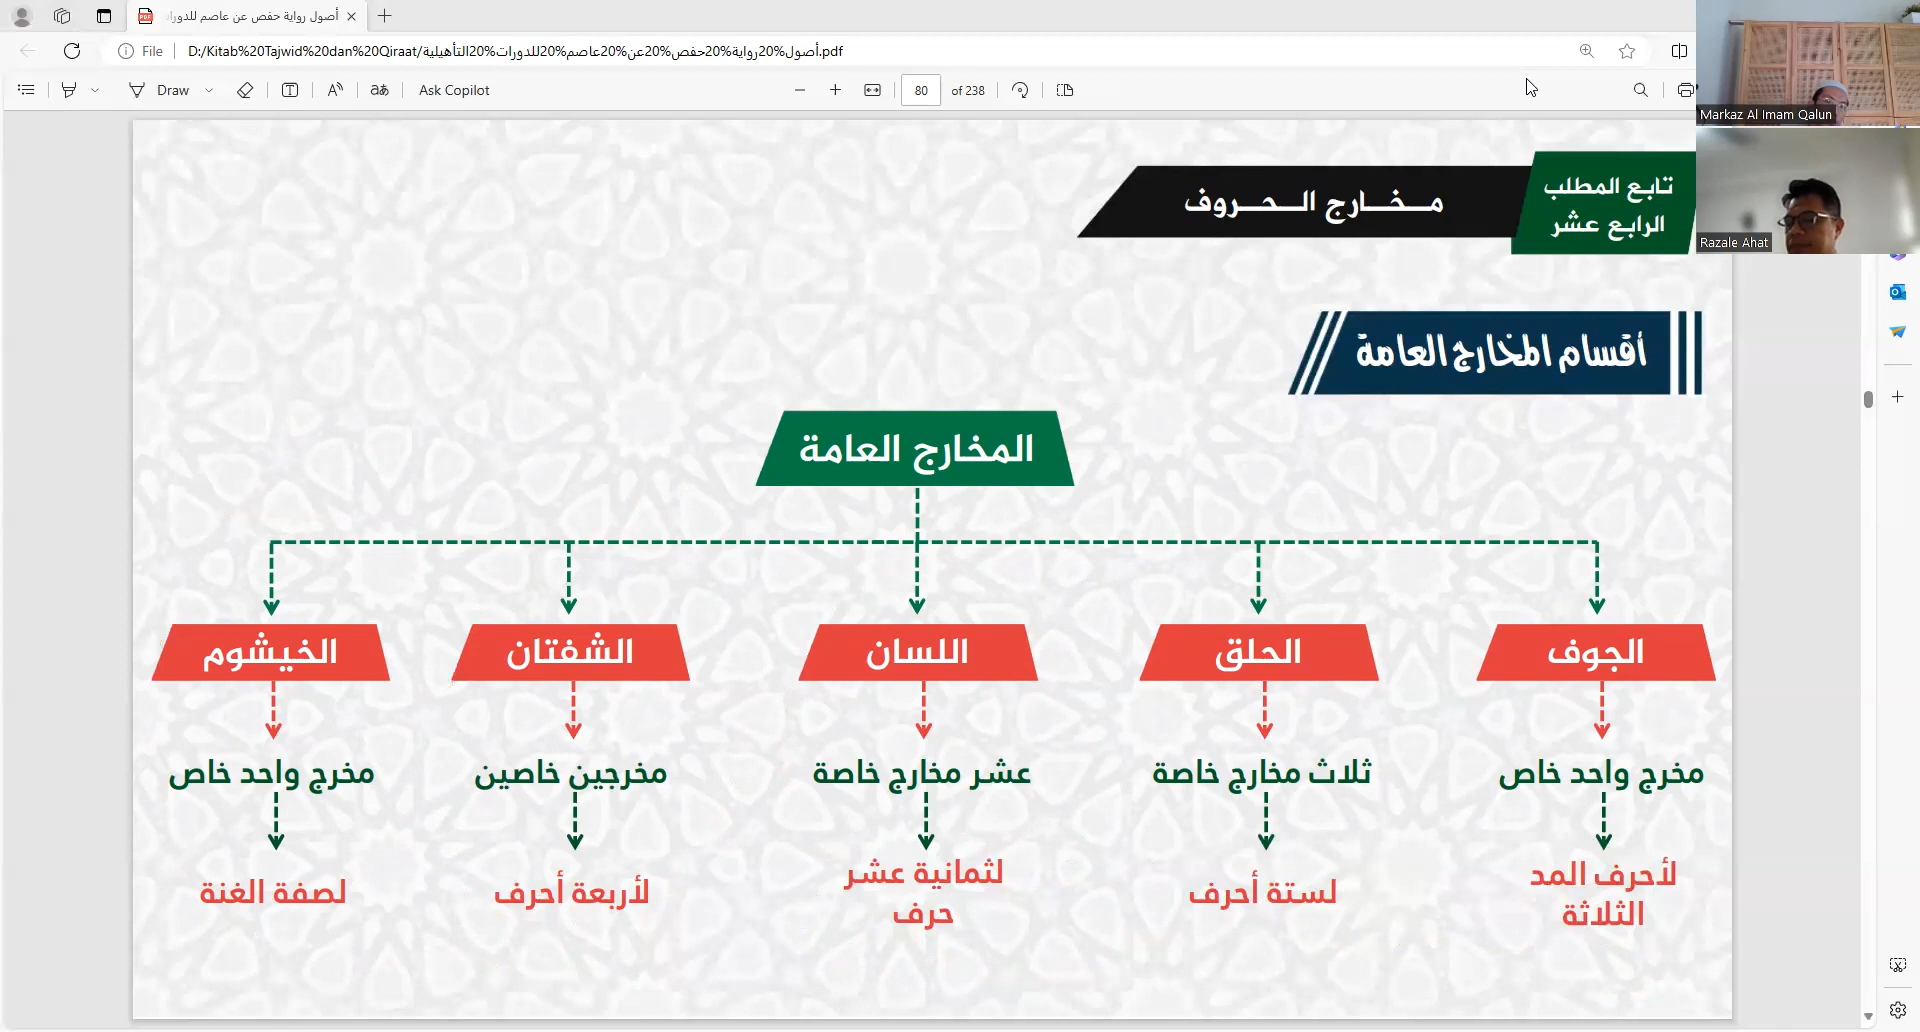 أصول رواية حفص عن عاصم للدورا
File
D:/Kitab%20Tajwid%20dan%20Qiraat/أصول%20رواية%20حفص%20عن%20عاصم%20للدورات%20التأهيلية.pdf
Draw
Ask Copilot
80 of 238
Markaz Al Imam Qalun
Razale Ahat
تابع المطلب
الرابع عشر
مـــخـــارج الـــحـــروف
أقسام المخارج العامة
المخارج العامة
الجوف
الحلق
اللسان
الشفتان
الخيشوم
مخرج واحد خاص
ثلاث مخارج خاصة
عشر مخارج خاصة
مخرجين خاصين
مخرج واحد خاص
لأحرف المد
الثلاثة
لستة أحرف
لثمانية عشر
حرف
لأربعة أحرف
لصفة الغنة